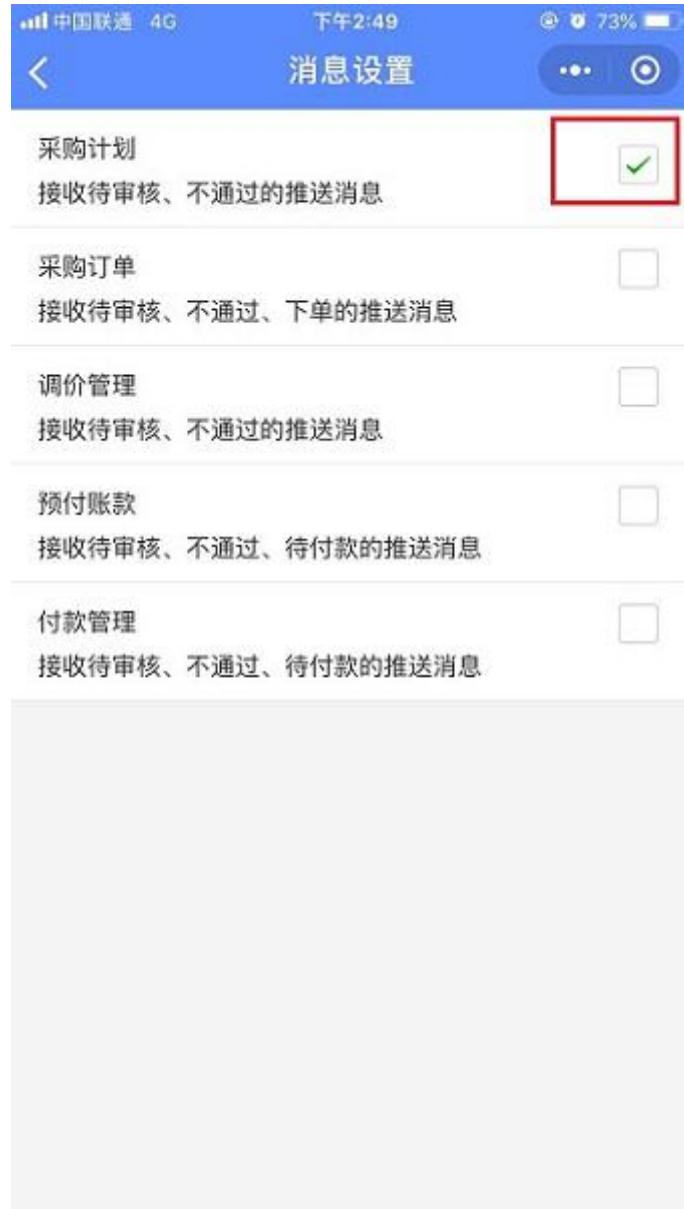 中国联通 4G 下午2:49 73%
消息设置
采购计划
接收待审核、不通过的推送消息
采购订单
接收待审核、不通过、下单的推送消息
调价管理
接收待审核、不通过的推送消息
预付账款
接收待审核、不通过、待付款的推送消息
付款管理
接收待审核、不通过、待付款的推送消息